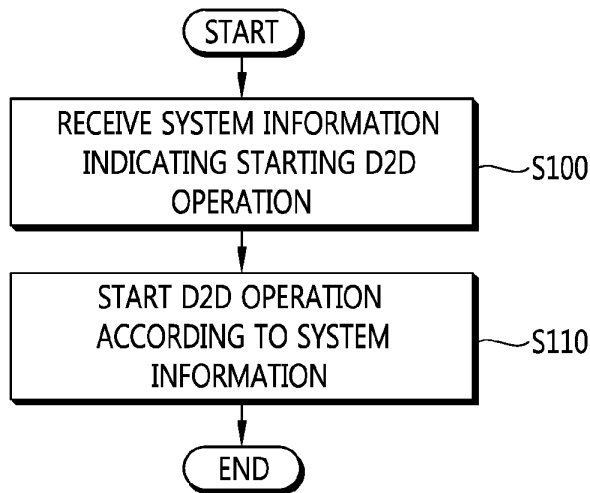 START
RECEIVE SYSTEM INFORMATION
INDICATING STARTING D2D
OPERATION
S100
START D2D OPERATION
ACCORDING TO SYSTEM
INFORMATION
S110
END